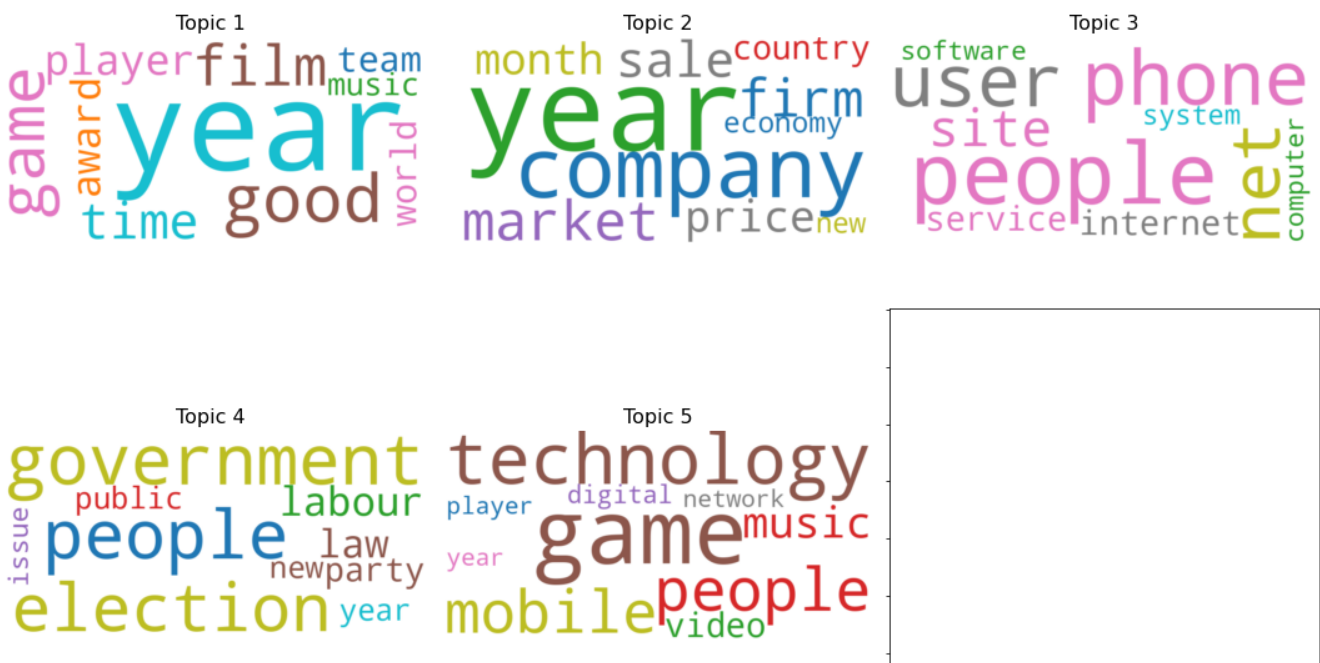 Topic 1
player film team
music
game award year world
time good
Topic 2
month sale country
year firm
economy
company
market price new
Topic 3
software
user phone
site system
people net computer
service internet
Topic 4
government
public labour
issue people law
new party
election year
Topic 5
technology
player digital network
game music
year
mobile people
video